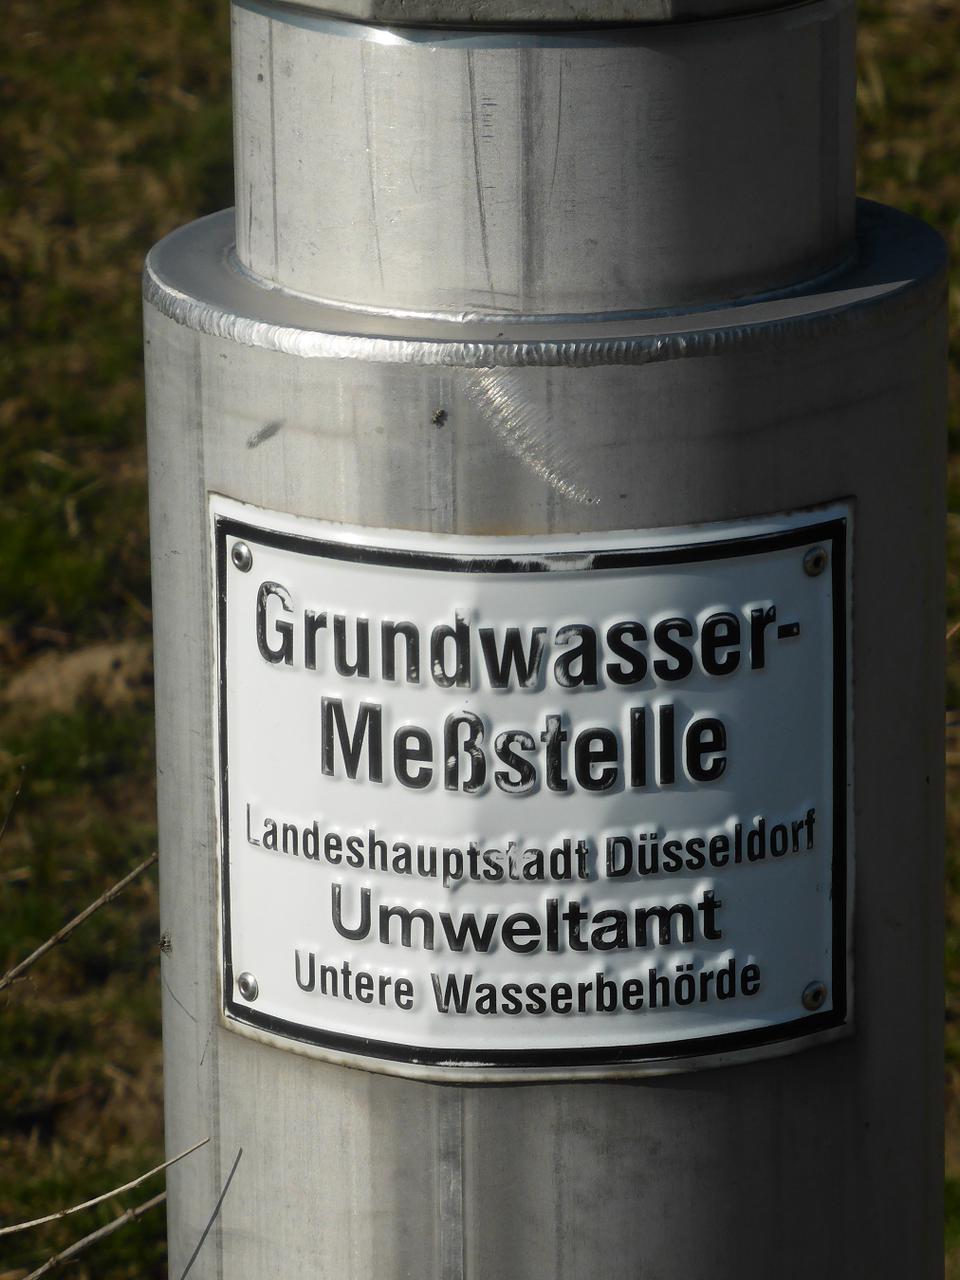 Grundwasser-
Meßstelle
Landeshauptstadt Düsseldorf
Umweltamt
Untere Wasserbehörde